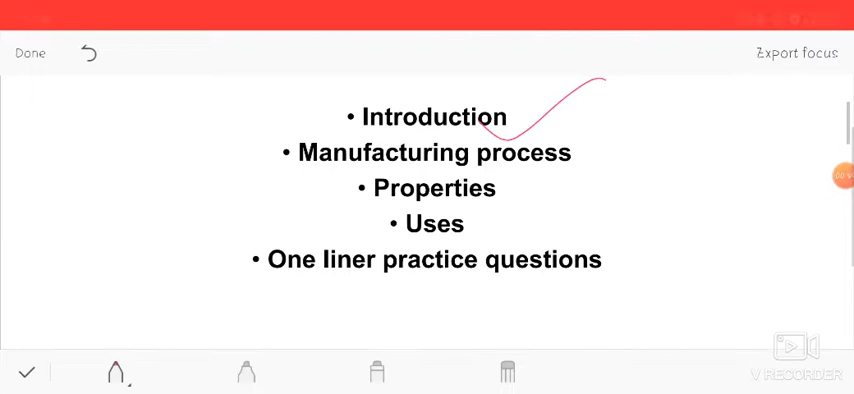 Done
Export focus
• Introduction
• Manufacturing process
• Properties
• Uses
• One liner practice questions
V RECORDER